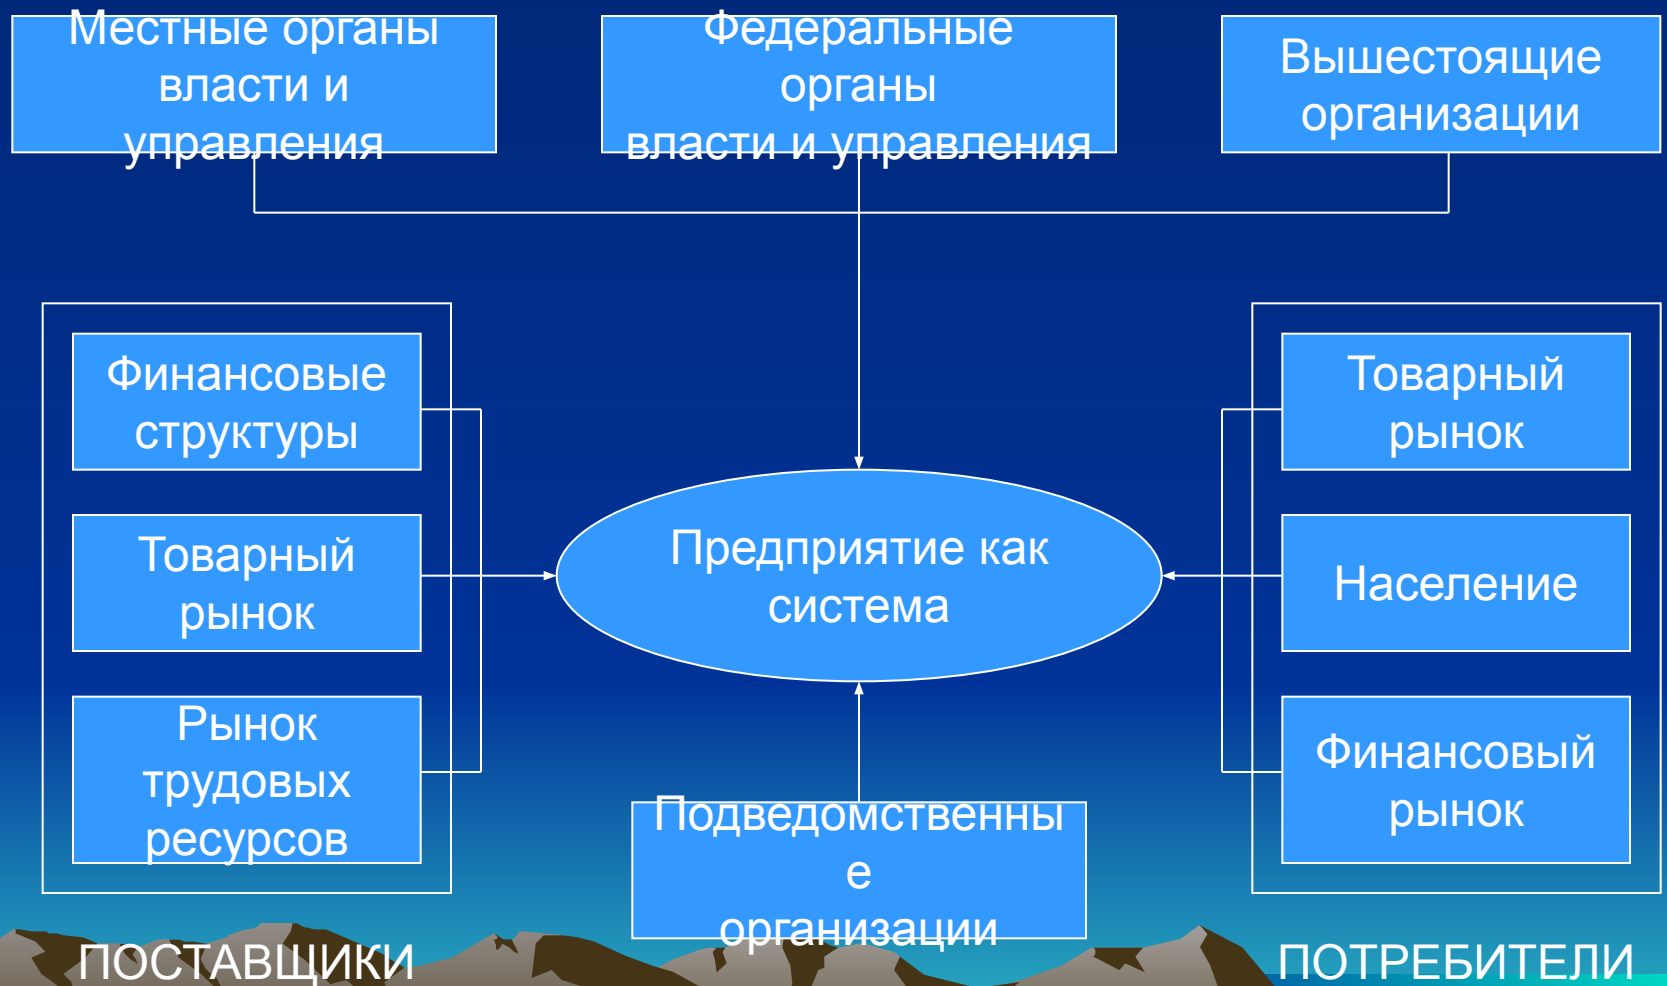 Местные органы
власти и
управления
Федеральные
органы
власти и управления
Вышестоящие
организации
Финансовые
структуры
Товарный
рынок
Рынок
трудовых
ресурсов
Предприятие как
система
Товарный
рынок
Население
Финансовый
рынок
Подведомственны
е
организации
ПОСТАВЩИКИ
ПОТРЕБИТЕЛИ